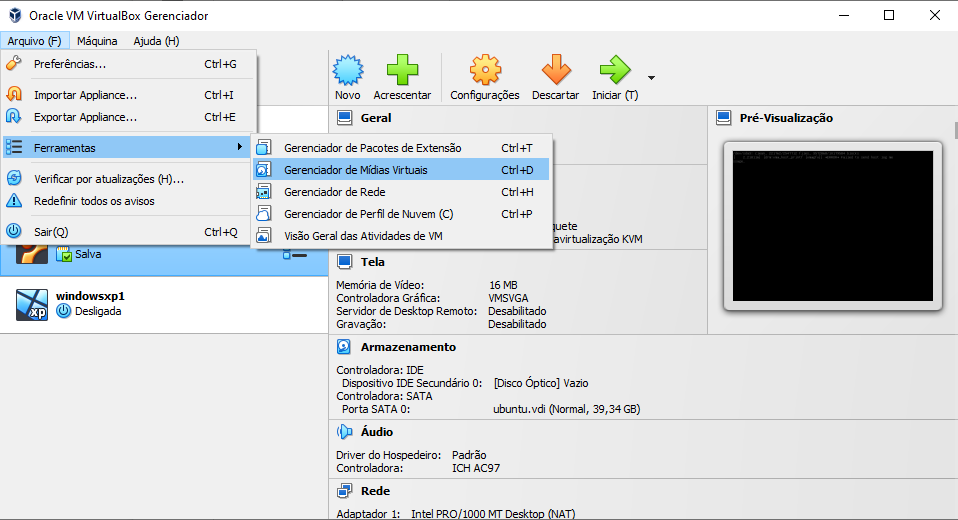 Oracle VM VirtualBox Gerenciador
Arquivo (F) Máquina Ajuda (H)
Preferências... Ctrl+G
Importar Appliance... Ctrl+I
Exportar Appliance... Ctrl+E
Ferramentas
Verificar por atualizações (H)...
Redefinir todos os avisos
Sair(Q) Ctrl+Q
Gerenciador de Pacotes de Extensão Ctrl+T
Gerenciador de Mídias Virtuais Ctrl+D
Gerenciador de Rede Ctrl+H
Gerenciador de Perfil de Nuvem (C) Ctrl+P
Visão Geral das Atividades de VM
Salva
windowsxp1
xp
Desligada
Novo Acrescentar Configurações Descartar Iniciar (T)
Geral
quete
avirtualização KVM
Tela
Memória de Vídeo: 16 MB
Controladora Gráfica: VMSVGA
Servidor de Desktop Remoto: Desabilitado
Gravação: Desabilitado
Armazenamento
Controladora: IDE
Dispositivo IDE Secundário 0: [Disco Óptico] Vazio
Controladora: SATA
Porta SATA 0: ubuntu.vdi (Normal, 39,34 GB)
Áudio
Driver do Hospedeiro: Padrão
Controladora: ICH AC97
Rede
Adaptador 1: Intel PRO/1000 MT Desktop (NAT)
Pré-Visualização